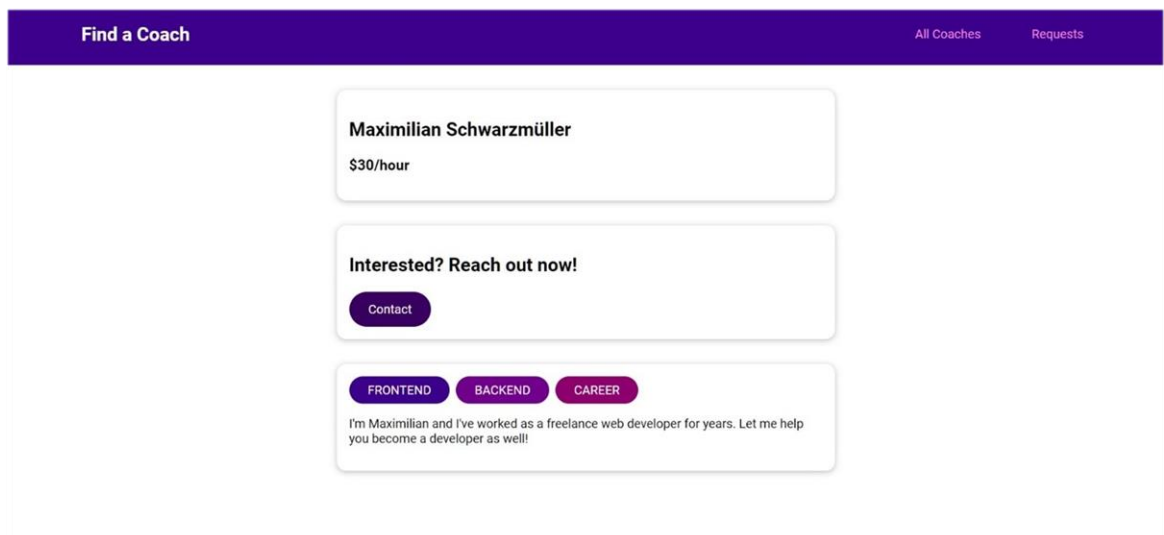 Find a Coach
All Coaches
Requests
Maximilian Schwarzmüller
$30/hour
Interested? Reach out now!
Contact
FRONTEND
BACKEND
CAREER
I'm Maximilian and I've worked as a freelance web developer for years. Let me help
you become a developer as well!